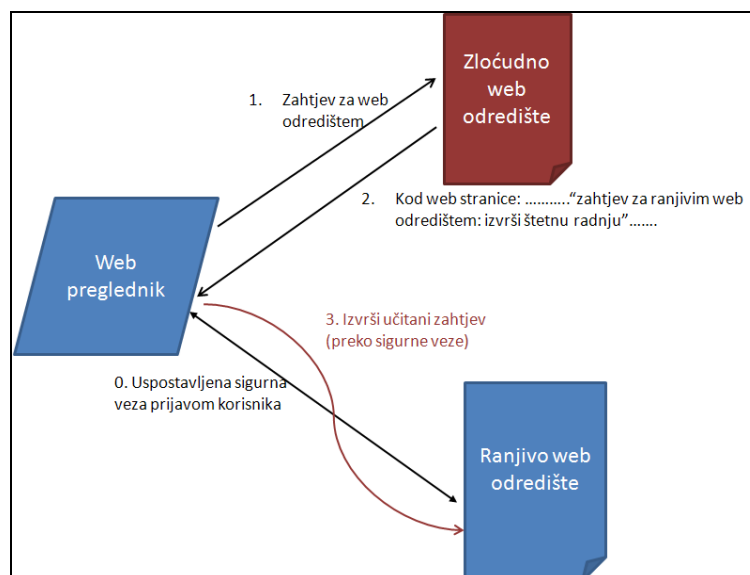 Zloćudno
web
odredište
1. Zahtjev za web
odredištem
2. Kod web stranice: ………..“zahtjev za ranjivim web
odredištem: izvrši štetnu radnju”…….
Web
preglednik
3. Izvrši učitani zahtjev
(preko sigurne veze)
0. Uspostavljena sigurna
veza prijavom korisnika
Ranjivo web
odredište